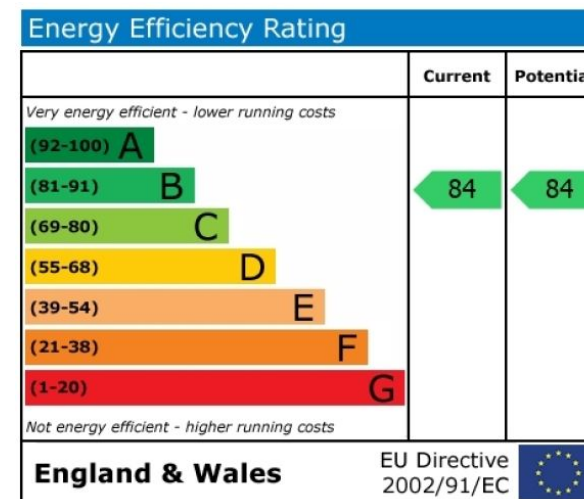 Energy Efficiency Rating
Current Potentia
Very energy efficient - lower running costs
(92-100) A
(81-91) B 84 84
(69-80) C
(55-68) D
(39-54) E
(21-38) F
(1-20) G
Not energy efficient - higher running costs
England & Wales
EU Directive
2002/91/EC